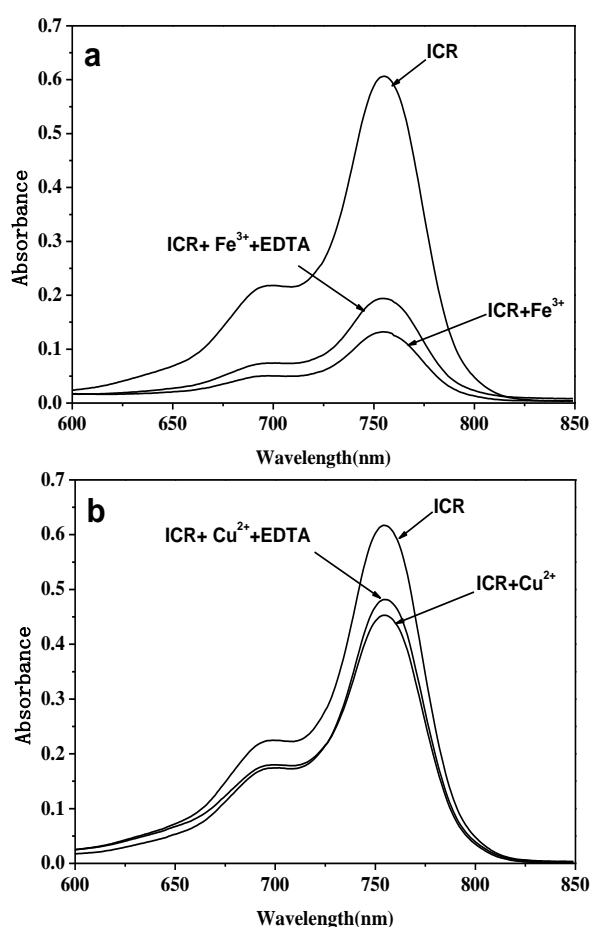 a
ICR
ICR+ Fe³⁺+EDTA
ICR+Fe³⁺
Absorbance
0.7
0.6
0.5
0.4
0.3
0.2
0.1
0.0
600 650 700 750 800 850
Wavelength(nm)
b
ICR
ICR+ Cu²⁺+EDTA
ICR+Cu²⁺
Absorbance
0.7
0.6
0.5
0.4
0.3
0.2
0.1
0.0
600 650 700 750 800 850
Wavelength(nm)